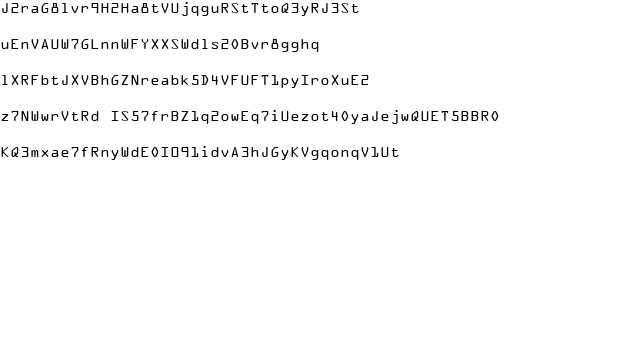 J2raG8lvr9H2Ha8tVUjqguRStTtoQ3yRJ3St
uEnVAUW7GLnnWFYXXSWdls20Bvr8gghq
lXRFbtJXVBhGZNreabk5D4VFUFT1pyIroXuE2
z7NWwrVtRd IS57frBZ1q2owEq7iUezot40yaJejwQUET5BBR0
KQ3mxae7fRnyWdE0IO91idvA3hJGyKVgqonqV1Ut